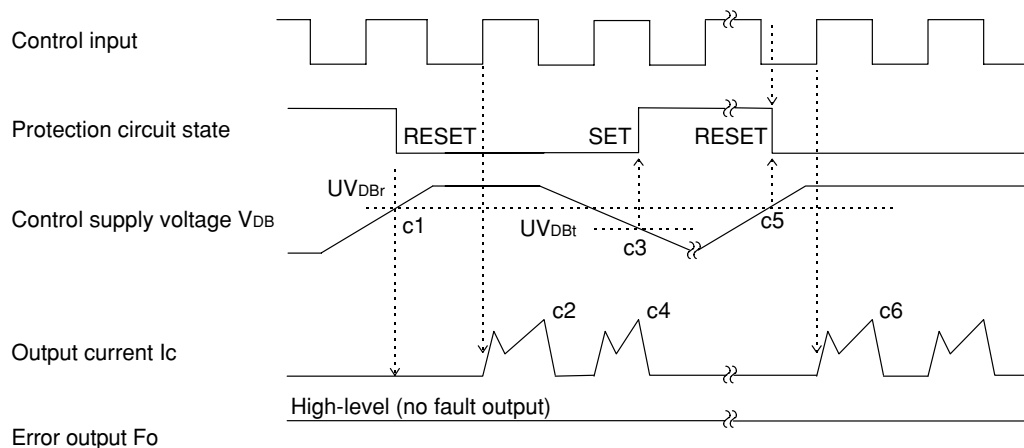 Control input
Protection circuit state
RESET
SET
RESET
UVDBr
Control supply voltage VDB
c1
UVDBt
c3
c5
c2
c4
c6
Output current Ic
High-level (no fault output)
Error output Fo